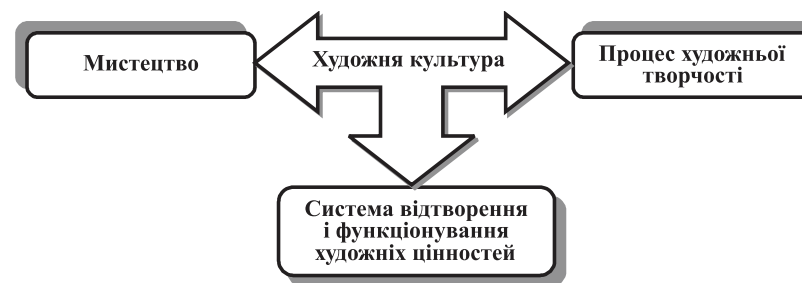 Мистецтво
Художня культура
Процес художньої
творчості
Система відтворення
і функціонування
художніх цінностей